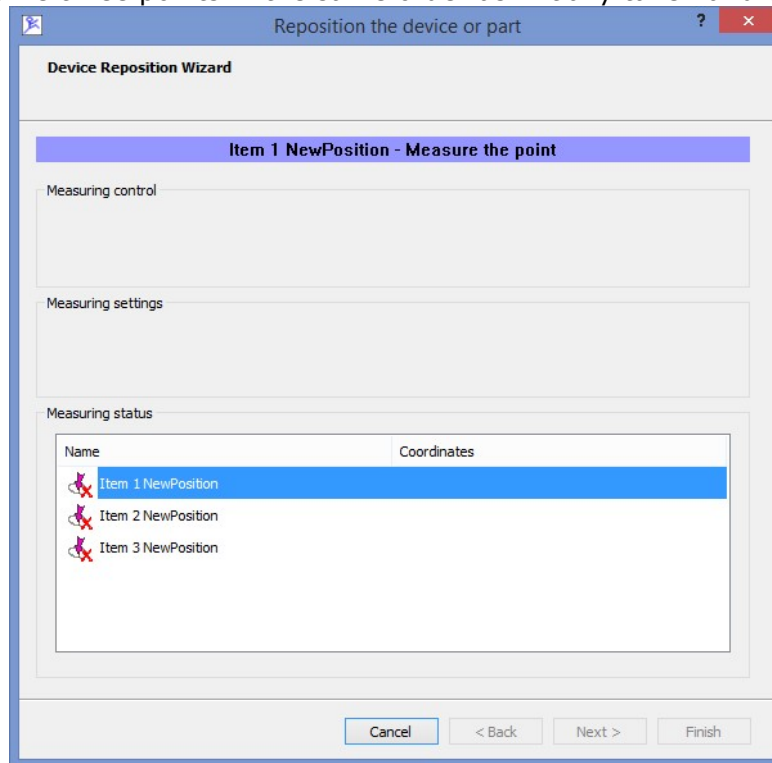 Reposition the device or part
?
Device Reposition Wizard
Item 1 NewPosition - Measure the point
Measuring control
Measuring settings
Measuring status
Name Coordinates
Item 1 NewPosition
Item 2 NewPosition
Item 3 NewPosition
Cancel < Back Next > Finish